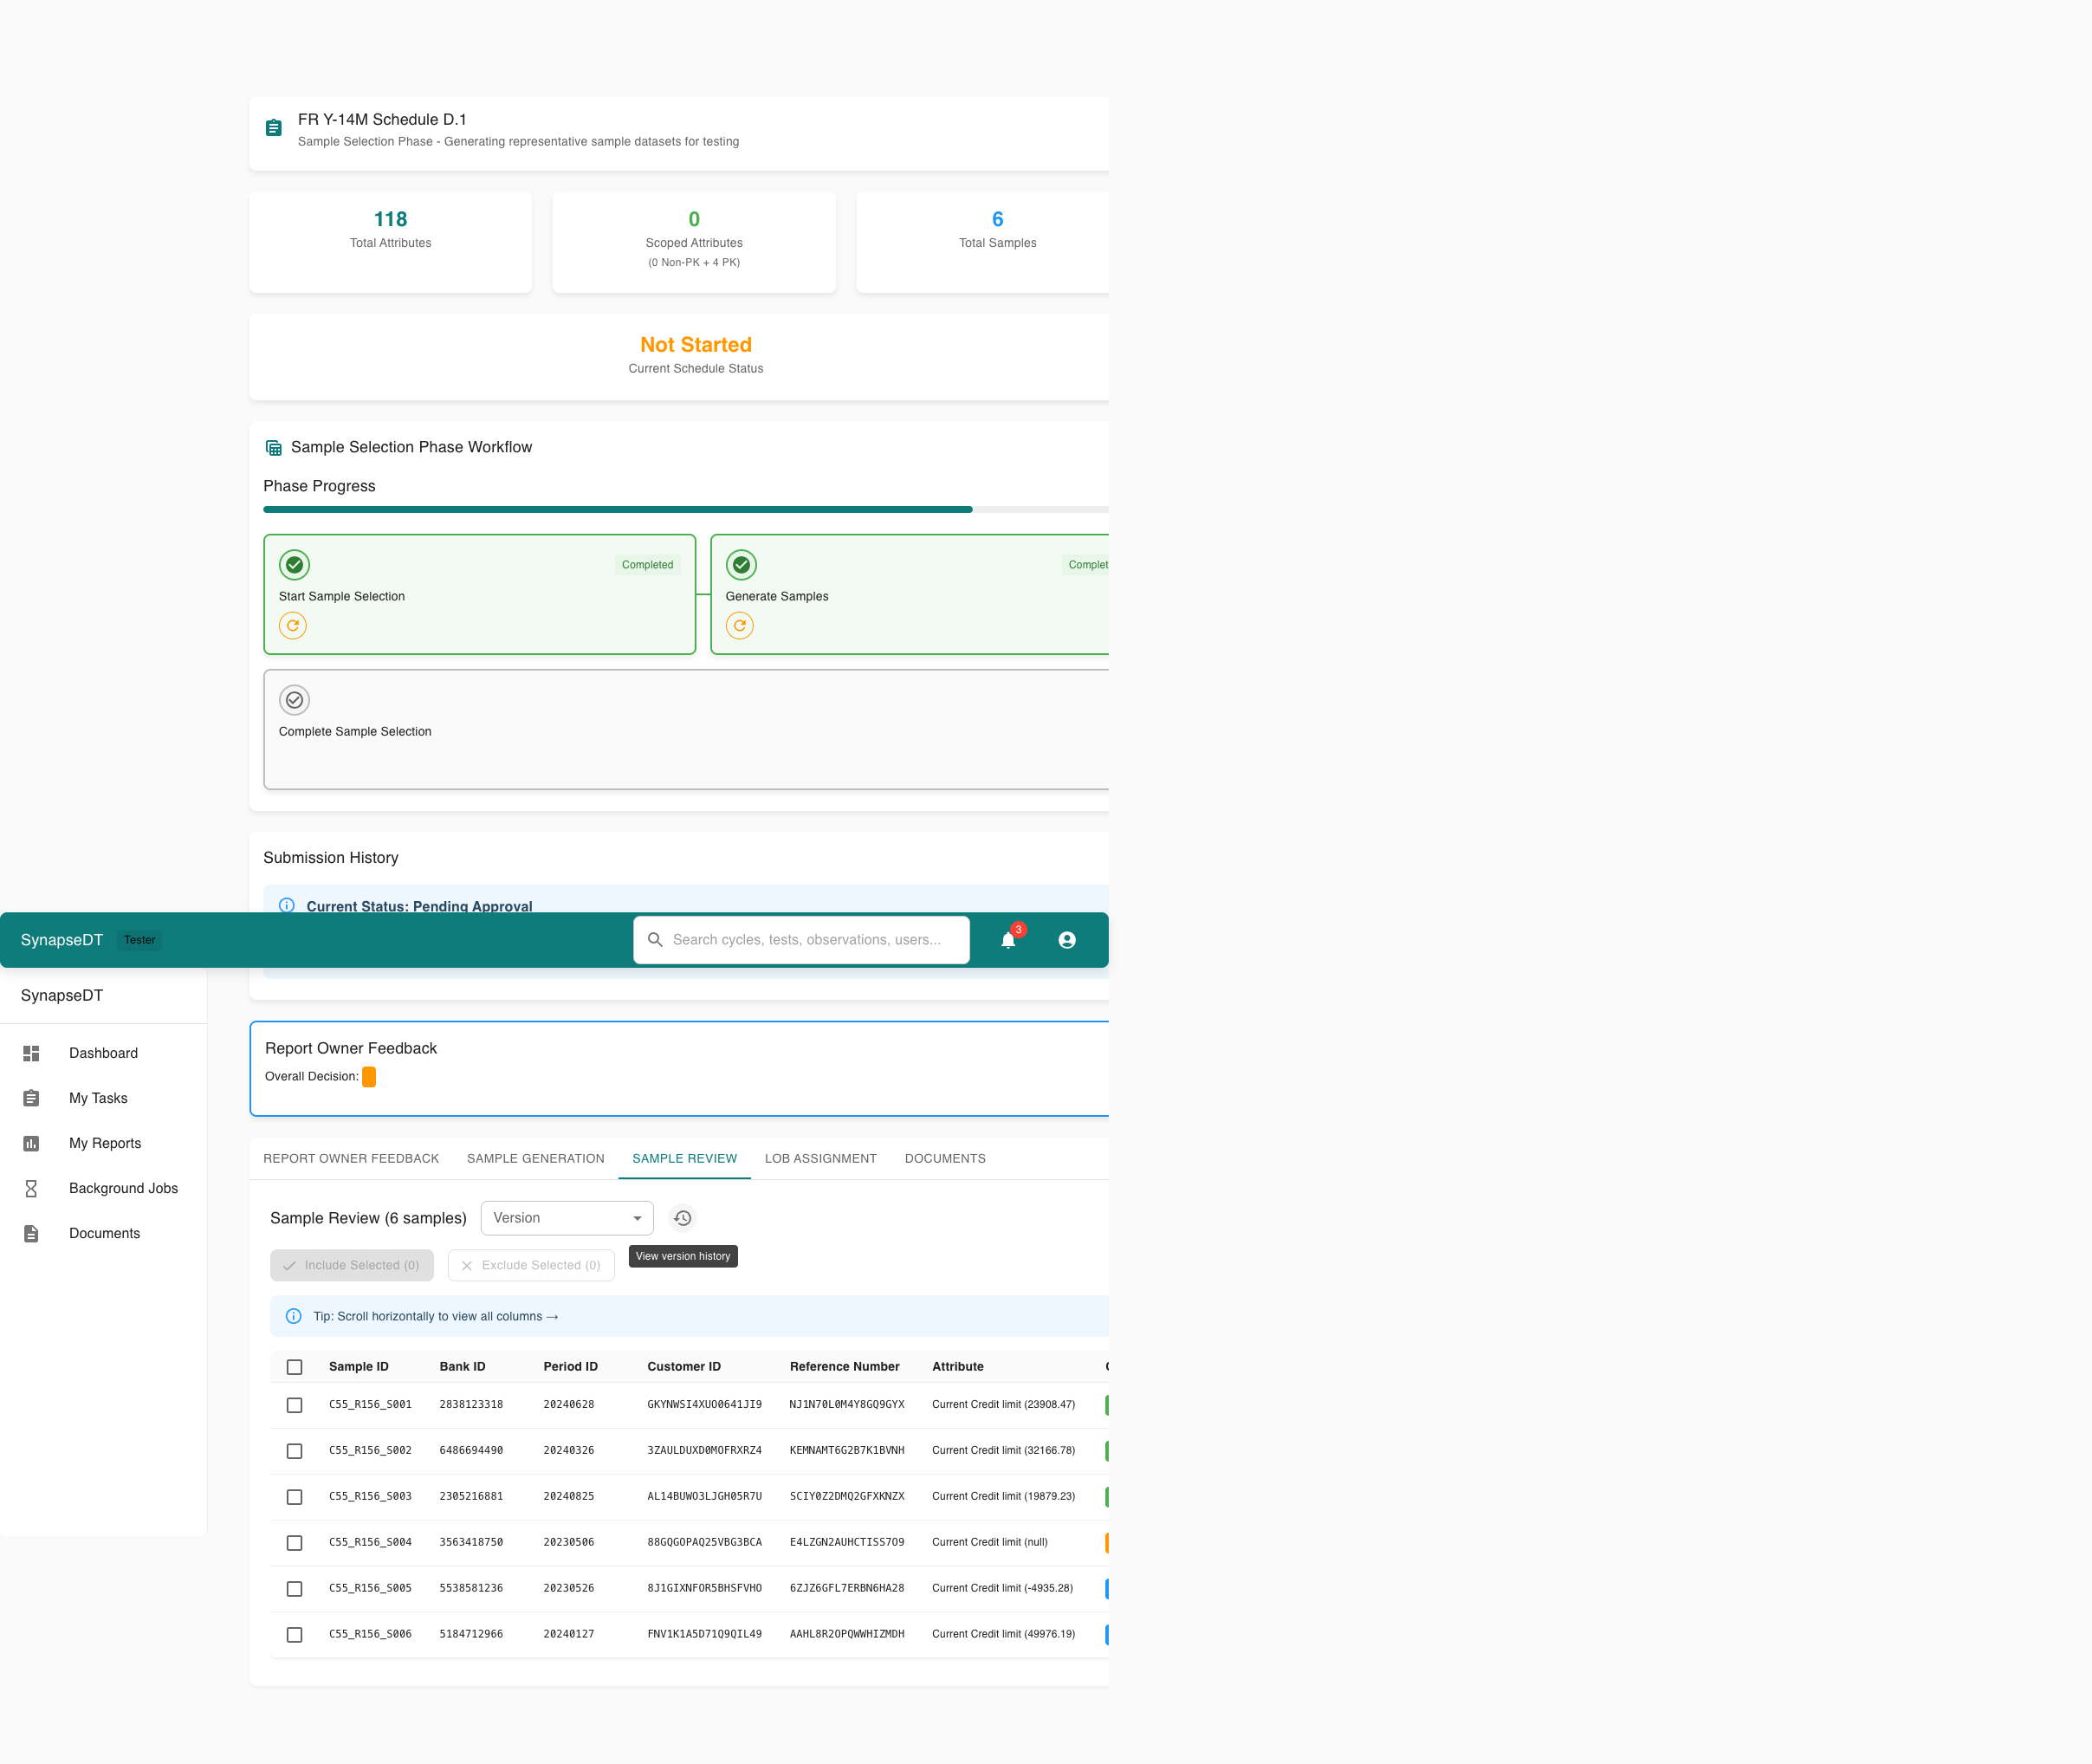 FR Y-14M Schedule D.1
Sample Selection Phase - Generating representative sample datasets for testing
118
Total Attributes
0
Scoped Attributes
(0 Non-PK + 4 PK)
6
Total Samples
Not Started
Current Schedule Status
Sample Selection Phase Workflow
Phase Progress
Completed
Start Sample Selection
Complet
Generate Samples
Complete Sample Selection
Submission History
Current Status: Pending Approval
SynapseDT Tester Search cycles, tests, observations, users... 3
SynapseDT
Dashboard
My Tasks
My Reports
Background Jobs
Documents
Report Owner Feedback
Overall Decision:
REPORT OWNER FEEDBACK SAMPLE GENERATION SAMPLE REVIEW LOB ASSIGNMENT DOCUMENTS
Sample Review (6 samples) Version
View version history
Include Selected (0) Exclude Selected (0)
Tip: Scroll horizontally to view all columns →
Sample ID Bank ID Period ID Customer ID Reference Number Attribute
C55_R156_S001 2838123318 20240628 GKYNWSI4XUO0641JI9 NJ1N70L0M4Y8GQ9GYX Current Credit limit (23908.47)
C55_R156_S002 6486694490 20240326 3ZAULDUXD0MOFRXRZ4 KEMNAMT6G2B7K1BVNH Current Credit limit (32166.78)
C55_R156_S003 2305216881 20240825 AL14BUWO3LJGH05R7U SCIY0Z2DMQ2GFXKNZX Current Credit limit (19879.23)
C55_R156_S004 3563418750 20230506 88GQGOPAQ25VBG3BCA E4LZGN2AUHCTISS7O9 Current Credit limit (null)
C55_R156_S005 5538581236 20230526 8J1GIXNFOR5BHSFVHO 6ZJZ6GFL7ERBN6HA28 Current Credit limit (-4935.28)
C55_R156_S006 5184712966 20240127 FNV1K1A5D71Q9QIL49 AAHL8R2OPQWWHIZMDH Current Credit limit (49976.19)